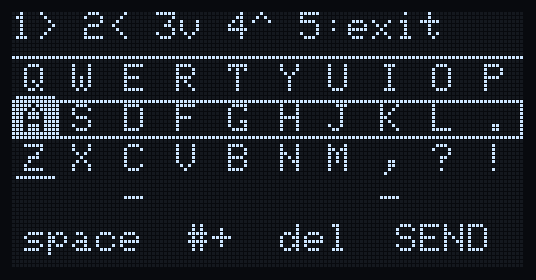 1> 2< 3v 4^ 5:exit
Q W E R T Y U I O P
A S D F G H J K L .
Z X C V B N M , ? !
_ _
space #+ del SEND